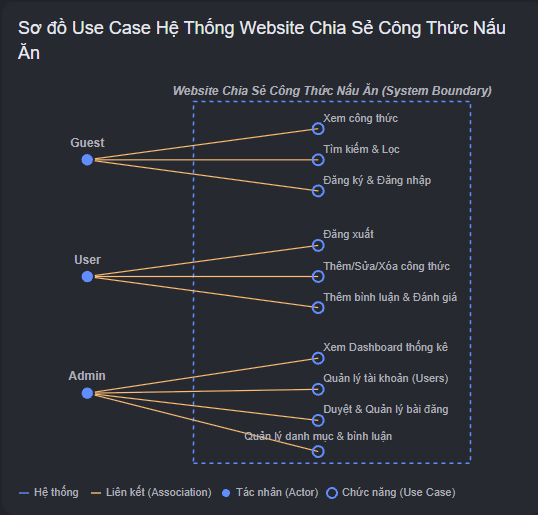 Sơ đồ Use Case Hệ Thống Website Chia Sẻ Công Thức Nấu
Ăn
Website Chia Sẻ Công Thức Nấu Ăn (System Boundary)
Guest
Xem công thức
Tìm kiếm & Lọc
Đăng ký & Đăng nhập
User
Đăng xuất
Thêm/Sửa/Xóa công thức
Thêm bình luận & Đánh giá
Admin
Xem Dashboard thống kê
Quản lý tài khoản (Users)
Duyệt & Quản lý bài đăng
Quản lý danh mục & bình luận
Hệ thống
Liên kết (Association)
Tác nhân (Actor)
Chức năng (Use Case)